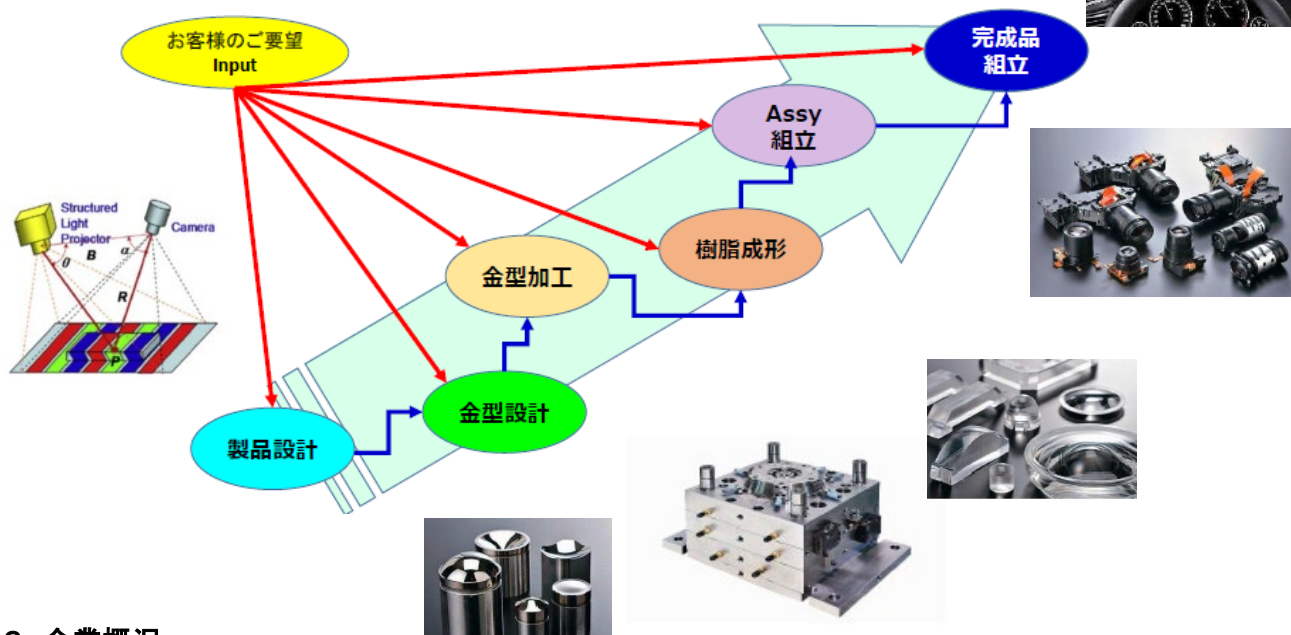 お客様のご要望
Input
完成品
組立
Assy
組立
樹脂成形
金型加工
金型設計
製品設計
Structured
Light
Projector
Camera
B
α
θ
R
P